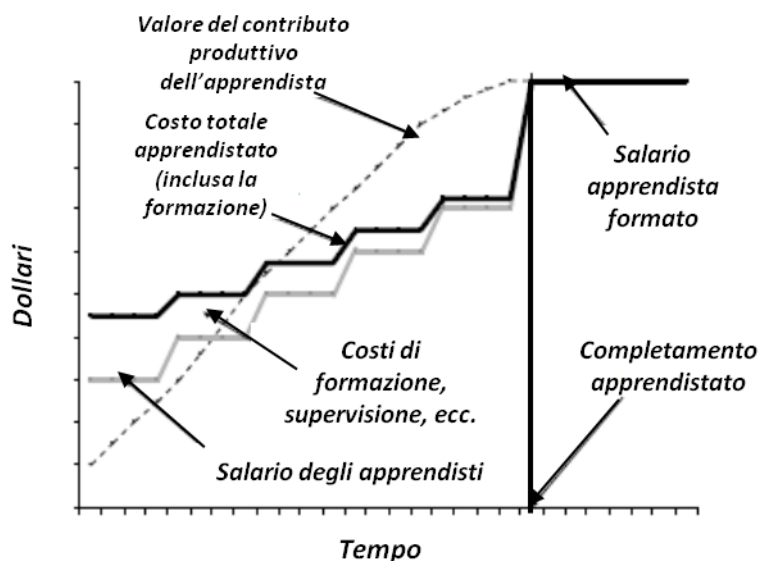 Valore del contributo
produttivo
dell'apprendista
Costo totale
apprendistato
(inclusa la
formazione)
Salario
apprendista
formato
Dollari
Costi di
formazione,
supervisione, ecc.
Completamento
apprendistato
Salario degli apprendisti
Tempo